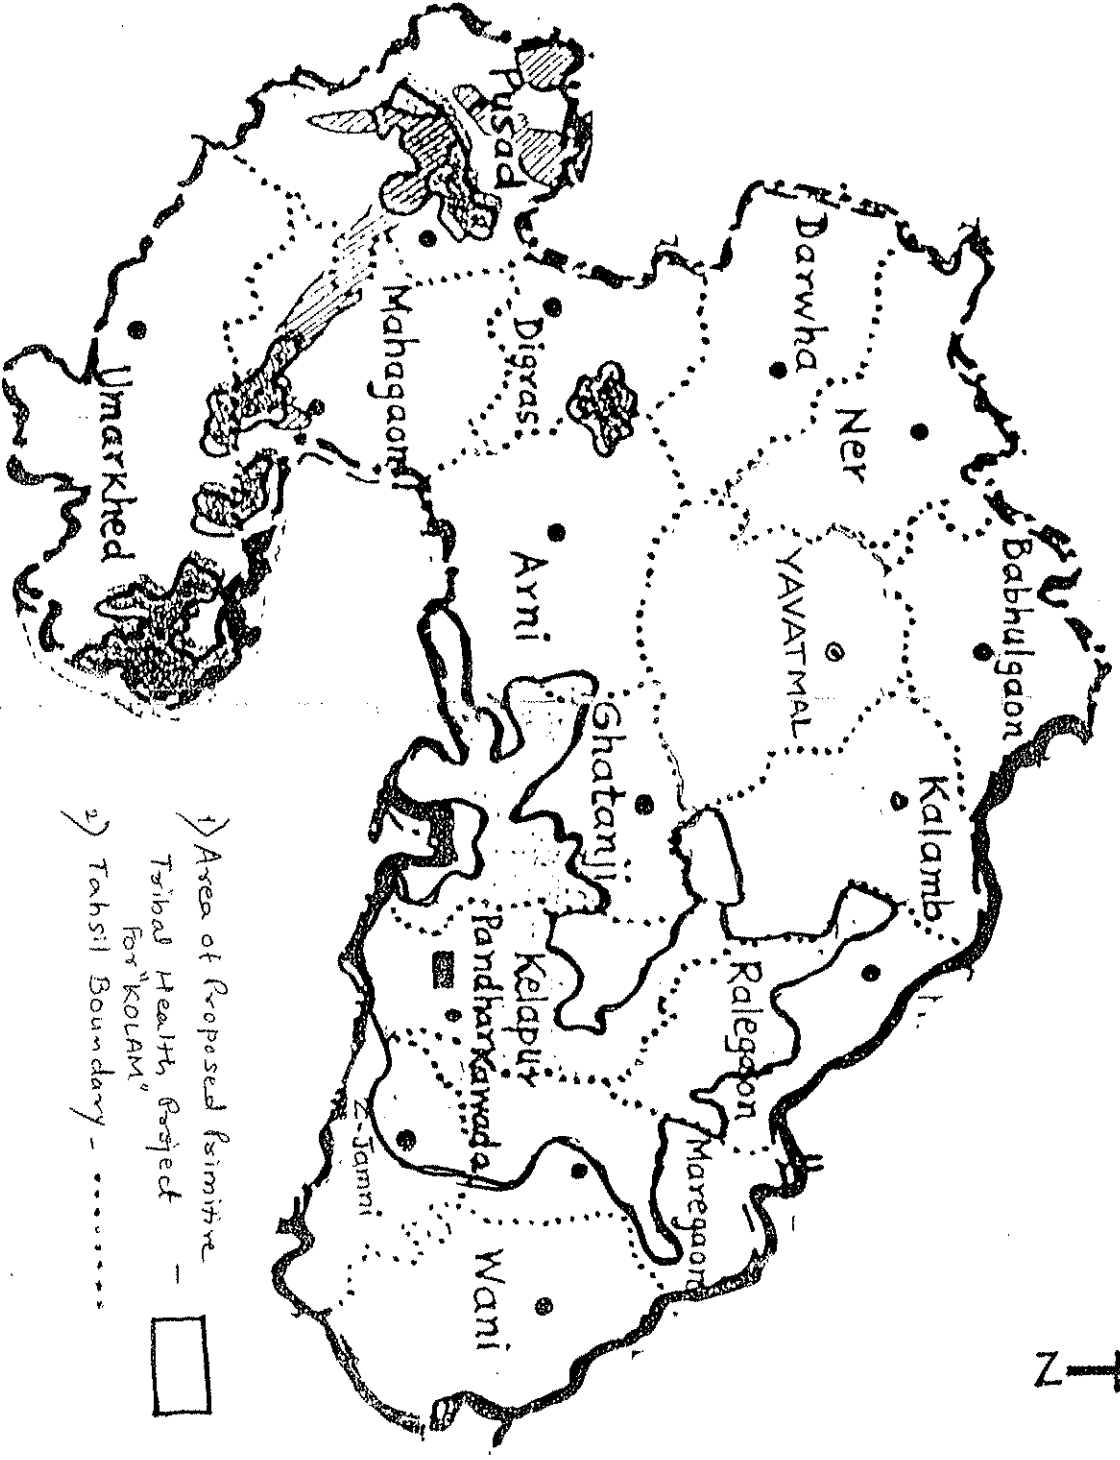 Babhulgaon
Kalamb
Ner
Darwha
YAVATMAL
Ralegaon
Maregaon
Ghatanji
Pusad
Digras
Arni
Kelapur
Pandharkawada
Wani
Mahagaon
Z-Jamni
Umarkhed
1) Area of Proposed Primitive —
Tribal Health Project
For "KOLAM"
2) Tahsil Boundary - ........
N